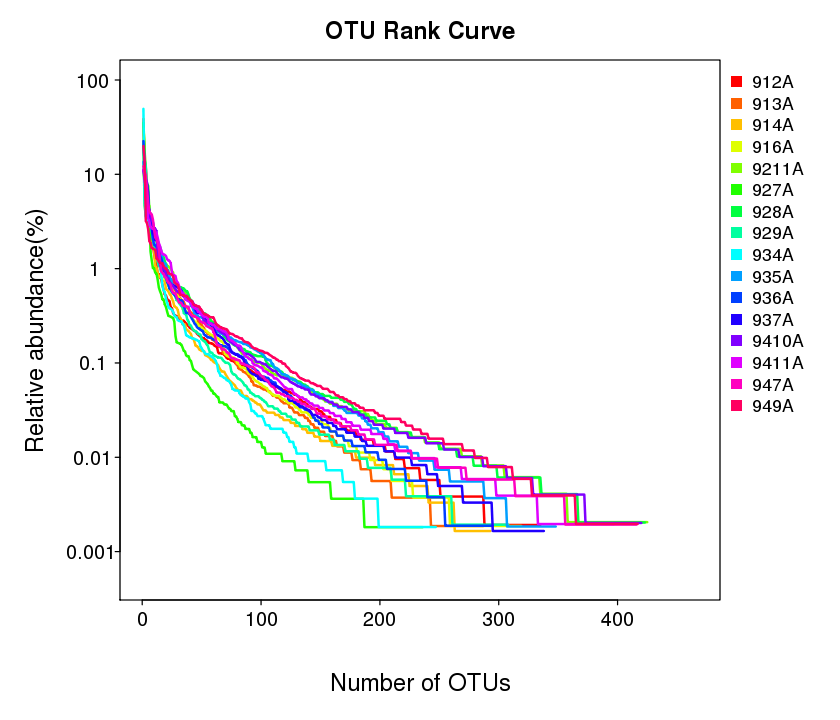 OTU Rank Curve
Relative abundance(%)
100
10
1
0.1
0.01
0.001
0
100
200
300
400
Number of OTUs
912A
913A
914A
916A
9211A
927A
928A
929A
934A
935A
936A
937A
9410A
9411A
947A
949A